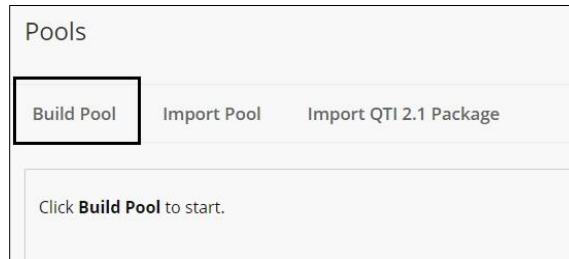 Pools
Build Pool Import Pool Import QTI 2.1 Package
Click Build Pool to start.